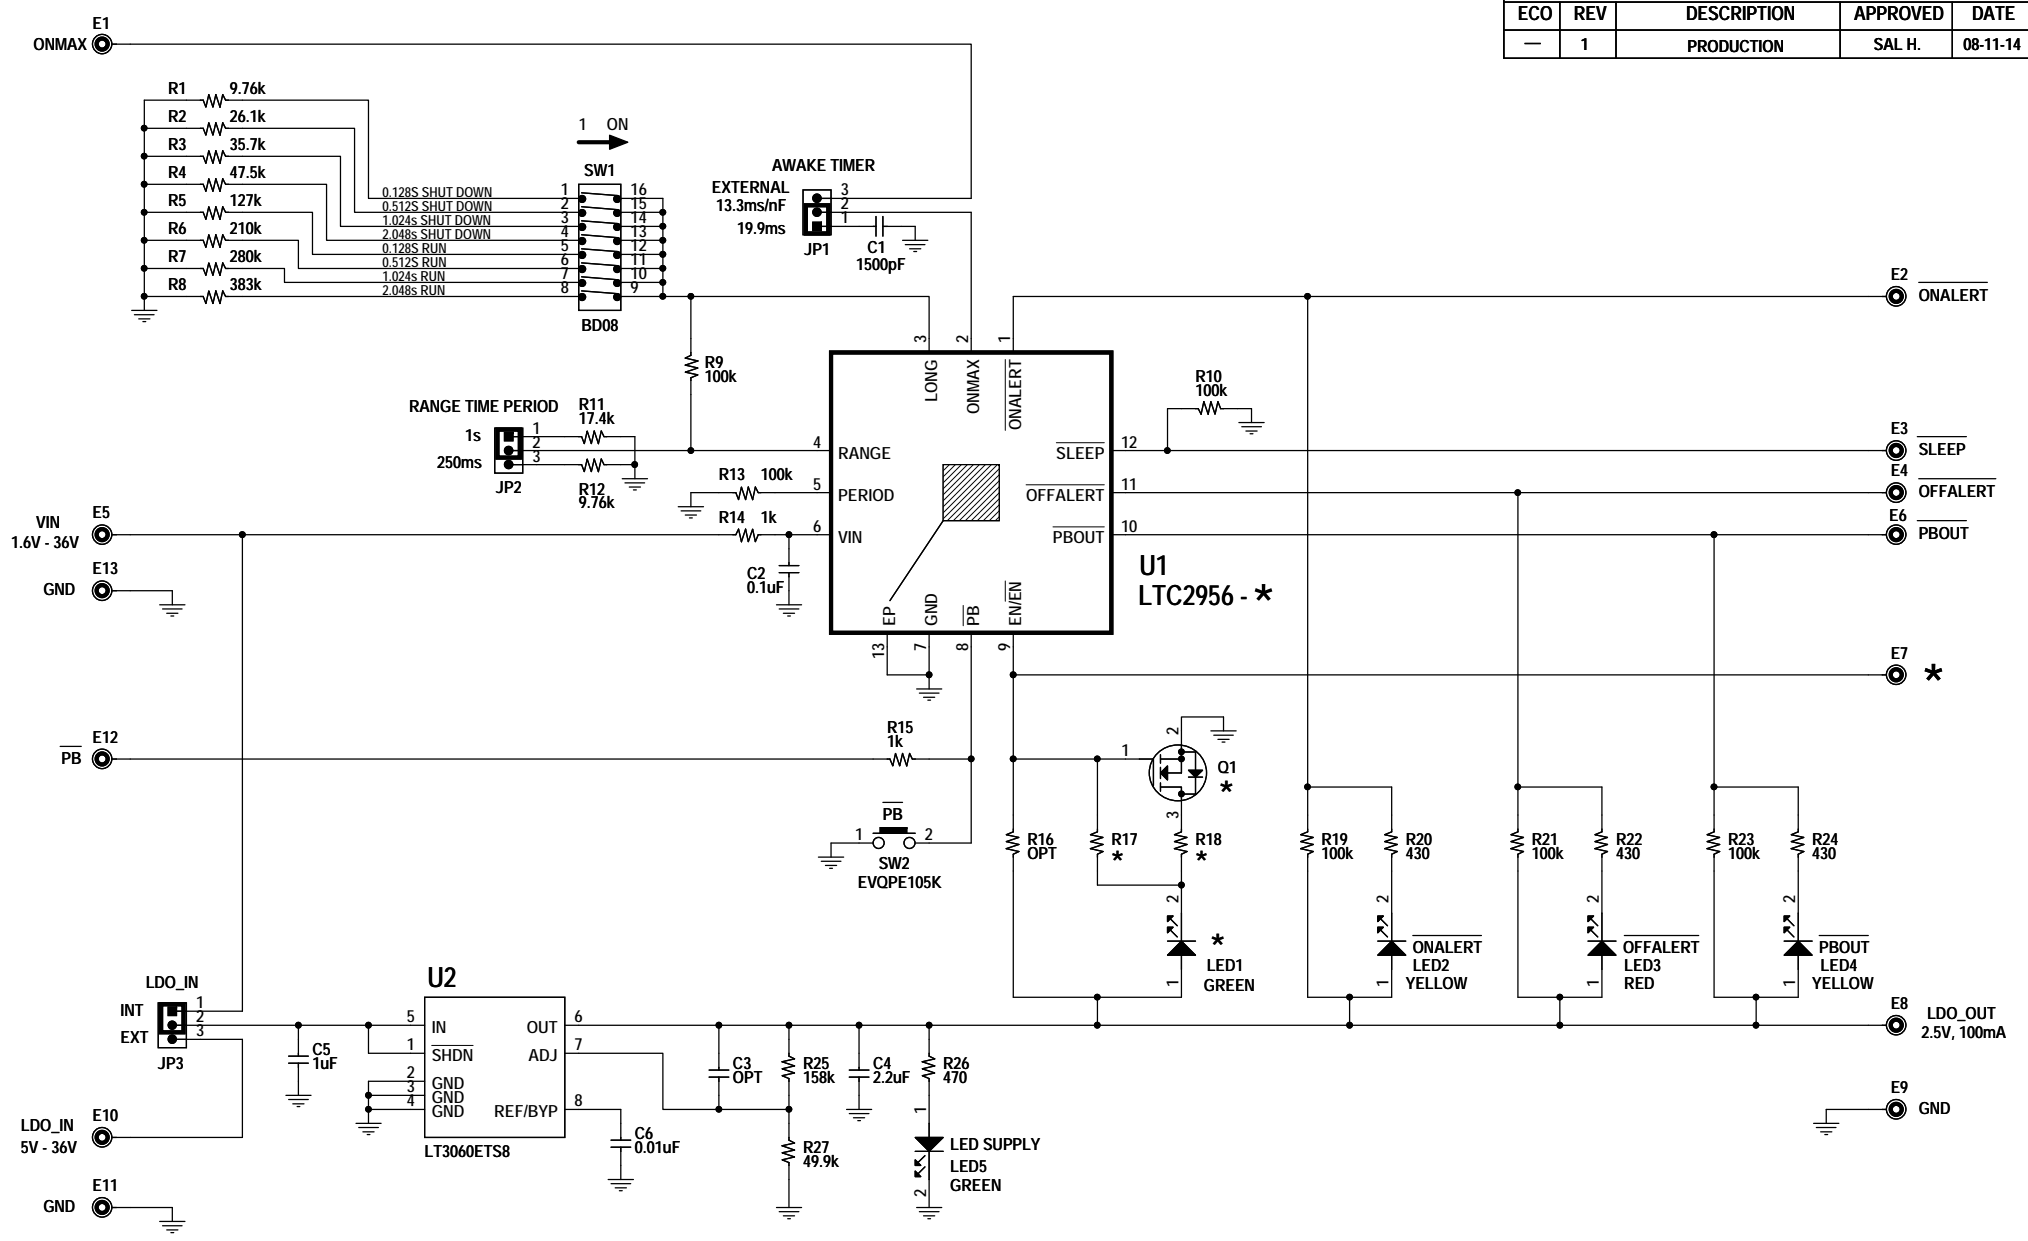 ECO REV DESCRIPTION APPROVED DATE
— 1 PRODUCTION SAL H. 08-11-14
E1
ONMAX
R1 9.76k
R2 26.1k
R3 35.7k
R4 47.5k
R5 127k
R6 210k
R7 280k
R8 383k
0.128S SHUT DOWN
0.512S SHUT DOWN
1.024s SHUT DOWN
2.048s SHUT DOWN
0.128S RUN
0.512S RUN
1.024s RUN
2.048s RUN
1 ON
SW1
1 16
2 15
3 14
4 13
5 12
6 11
7 10
8 9
BD08
AWAKE TIMER
EXTERNAL
13.3ms/nF
19.9ms
3
2
1
JP1
C1
1500pF
E2
ONALERT
R9
100k
3 2 1
LONG
ONMAX
ONALERT
RANGE TIME PERIOD
1s
250ms
1
2
3
JP2
R11
17.4k
R12
9.76k
R13 100k
R14 1k
4 RANGE
5 PERIOD
6 VIN
SLEEP 12
OFFALERT 11
PBOUT 10
R10
100k
E3
SLEEP
E4
OFFALERT
E6
PBOUT
VIN
1.6V - 36V
E5
E13
GND
C2
0.1uF
U1
LTC2956 - *
EP
GND
PB
EN/EN
13 7 8 9
E7
*
E12
PB
R15
1k
PB
1 2
SW2
EVQPE105K
R16
OPT
R17
*
R18
*
1
2
3
Q1
*
2
1
*
LED1
GREEN
R19
100k
R20
430
2
1
ONALERT
LED2
YELLOW
R21
100k
R22
430
2
1
OFFALERT
LED3
RED
R23
100k
R24
430
2
1
PBOUT
LED4
YELLOW
LDO_IN
INT
EXT
1
2
3
JP3
C5
1uF
U2
5 IN
1 SHDN
2 GND
3 GND
4 GND
OUT 6
ADJ 7
REF/BYP 8
LT3060ETS8
C6
0.01uF
C3
OPT
R25
158k
C4
2.2uF
R26
470
R27
49.9k
1
2
LED SUPPLY
LED5
GREEN
E8
LDO_OUT
2.5V, 100mA
E9
GND
LDO_IN
5V - 36V
E10
E11
GND